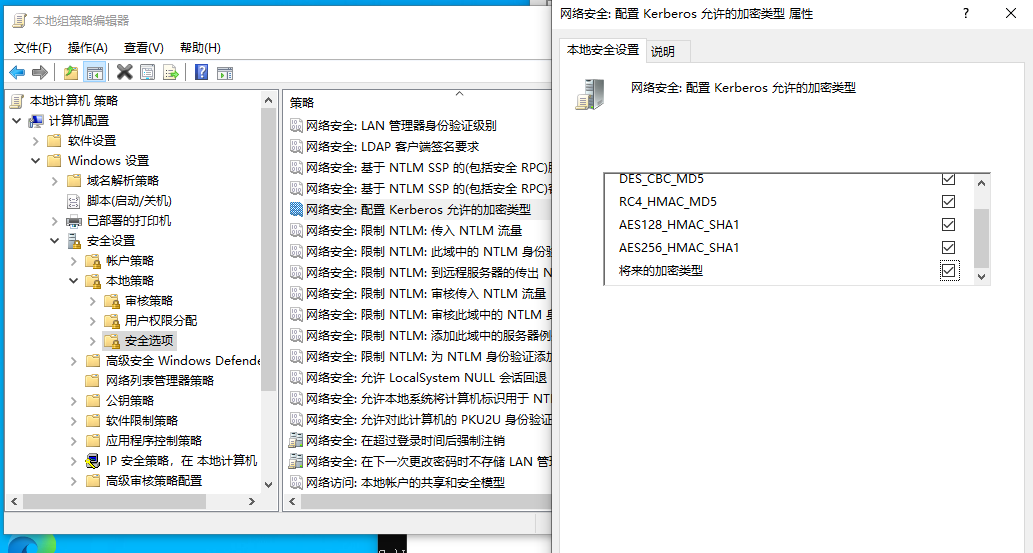 本地组策略编辑器
文件(F) 操作(A) 查看(V) 帮助(H)
本地计算机 策略
计算机配置
软件设置
Windows 设置
域名解析策略
脚本(启动/关机)
已部署的打印机
安全设置
帐户策略
本地策略
审核策略
用户权限分配
安全选项
高级安全 Windows Defende
网络列表管理器策略
公钥策略
软件限制策略
应用程序控制策略
IP 安全策略，在 本地计算机
高级审核策略配置
策略
网络安全: LAN 管理器身份验证级别
网络安全: LDAP 客户端签名要求
网络安全: 基于 NTLM SSP 的(包括安全 RPC)
网络安全: 基于 NTLM SSP 的(包括安全 RPC)
网络安全: 配置 Kerberos 允许的加密类型
网络安全: 限制 NTLM: 传入 NTLM 流量
网络安全: 限制 NTLM: 此域中的 NTLM 身份验
网络安全: 限制 NTLM: 到远程服务器的传出 N
网络安全: 限制 NTLM: 审核传入 NTLM 流量
网络安全: 限制 NTLM: 审核此域中的 NTLM 身
网络安全: 限制 NTLM: 添加此域中的服务器例
网络安全: 限制 NTLM: 为 NTLM 身份验证添加
网络安全: 允许 LocalSystem NULL 会话回退
网络安全: 允许本地系统将计算机标识用于 NT
网络安全: 允许对此计算机的 PKU2U 身份验证
网络安全: 在超过登录时间后强制注销
网络安全: 在下一次更改密码时不存储 LAN 管
网络访问: 本地帐户的共享和安全模型
网络安全: 配置 Kerberos 允许的加密类型 属性
本地安全设置 说明
网络安全: 配置 Kerberos 允许的加密类型
DES_CBC_MD5
RC4_HMAC_MD5
AES128_HMAC_SHA1
AES256_HMAC_SHA1
将来的加密类型